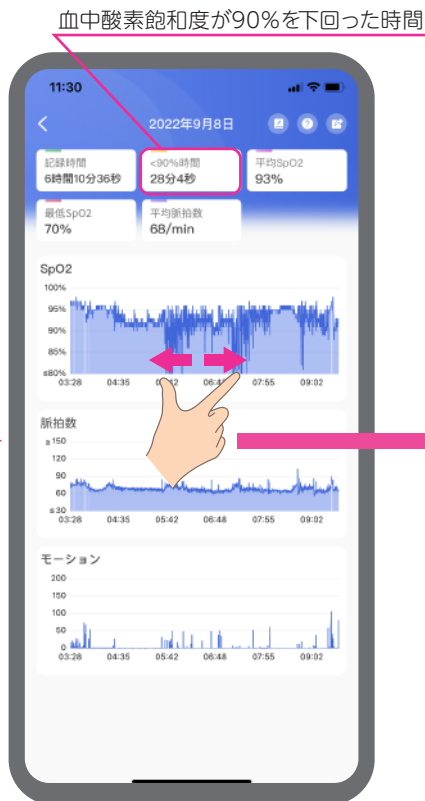 血中酸素飽和度が90%を下回った時間
11:30
2022年9月8日
記録時間
6時間10分36秒
<90%時間
28分4秒
平均SpO2
93%
最低SpO2
70%
平均脈拍数
68/min
SpO2
100%
95%
90%
85%
≤80%
03:28 04:35 06:48 07:55 09:02
脈拍数
≥150
120
90
60
≤30
03:28 04:35 05:42 06:48 07:55 09:02
モーション
200
150
100
50
0
03:28 04:35 05:42 06:48 07:55 09:02